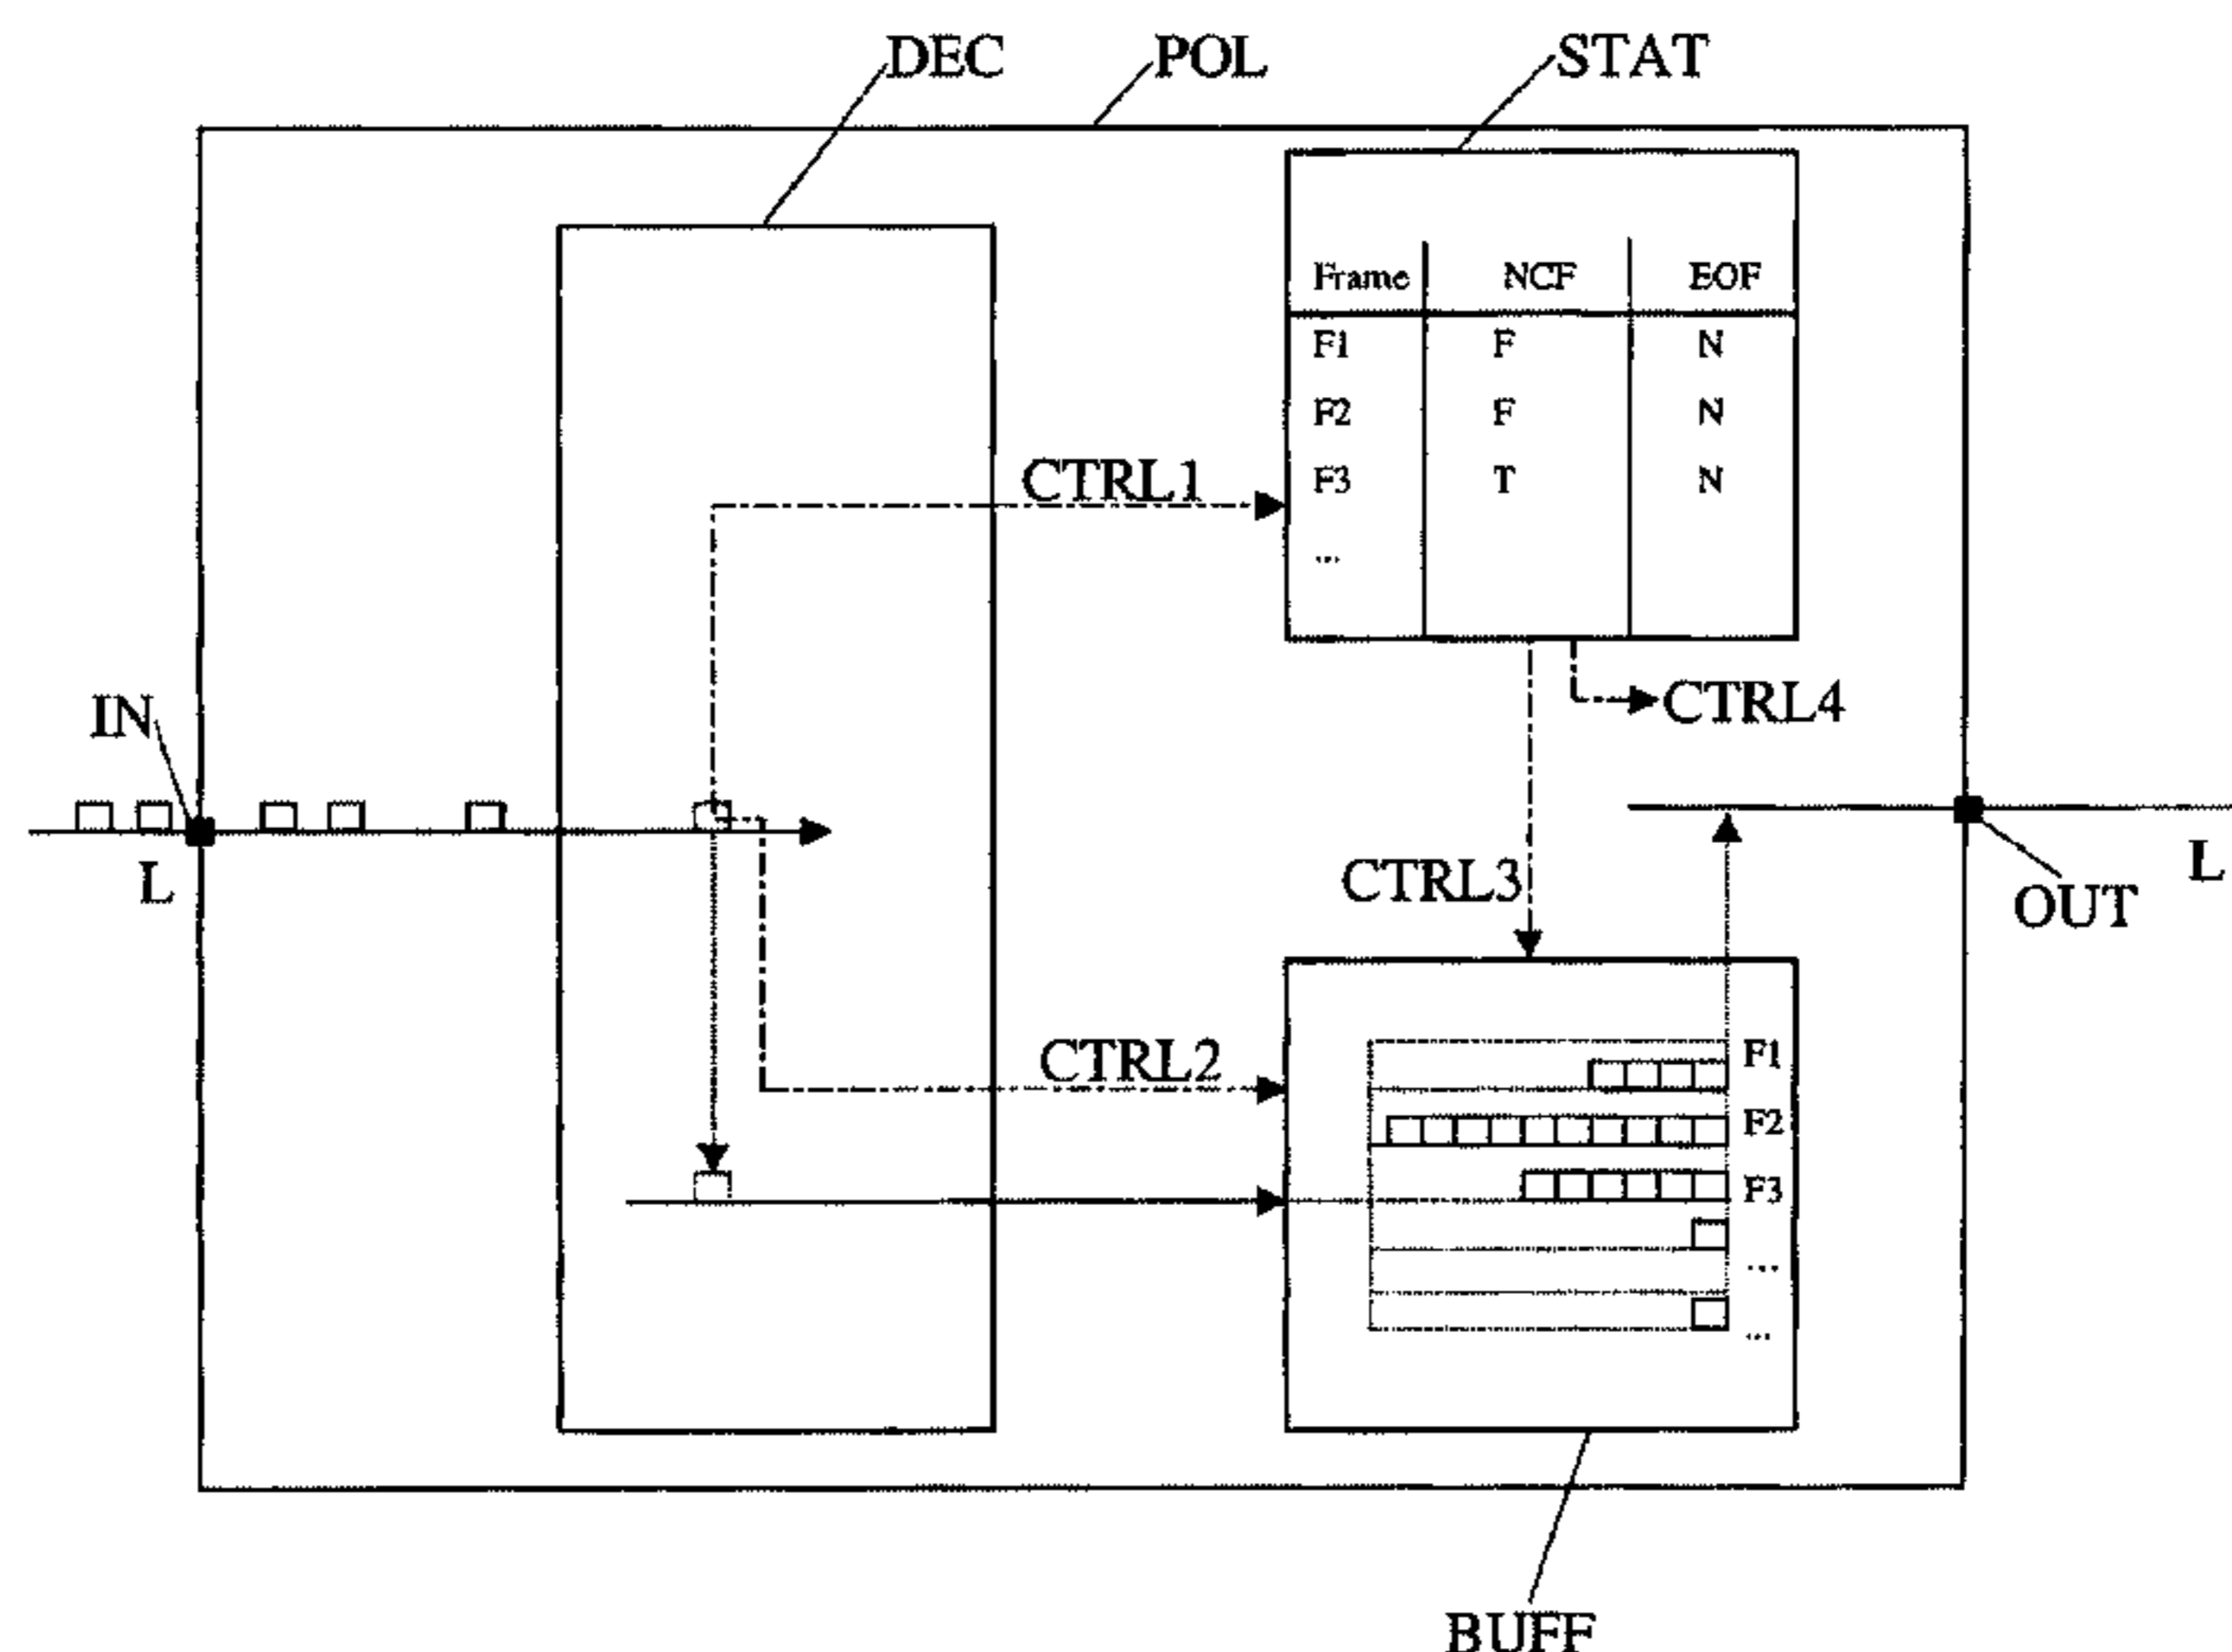 DEC POL STAT
Frame NCF EOF
F1 F N
F2 F N
F3 T N
...
CTRL1
IN
CTRL4
L
CTRL3
L
OUT
CTRL2
F1
F2
F3
...
...
BUFF